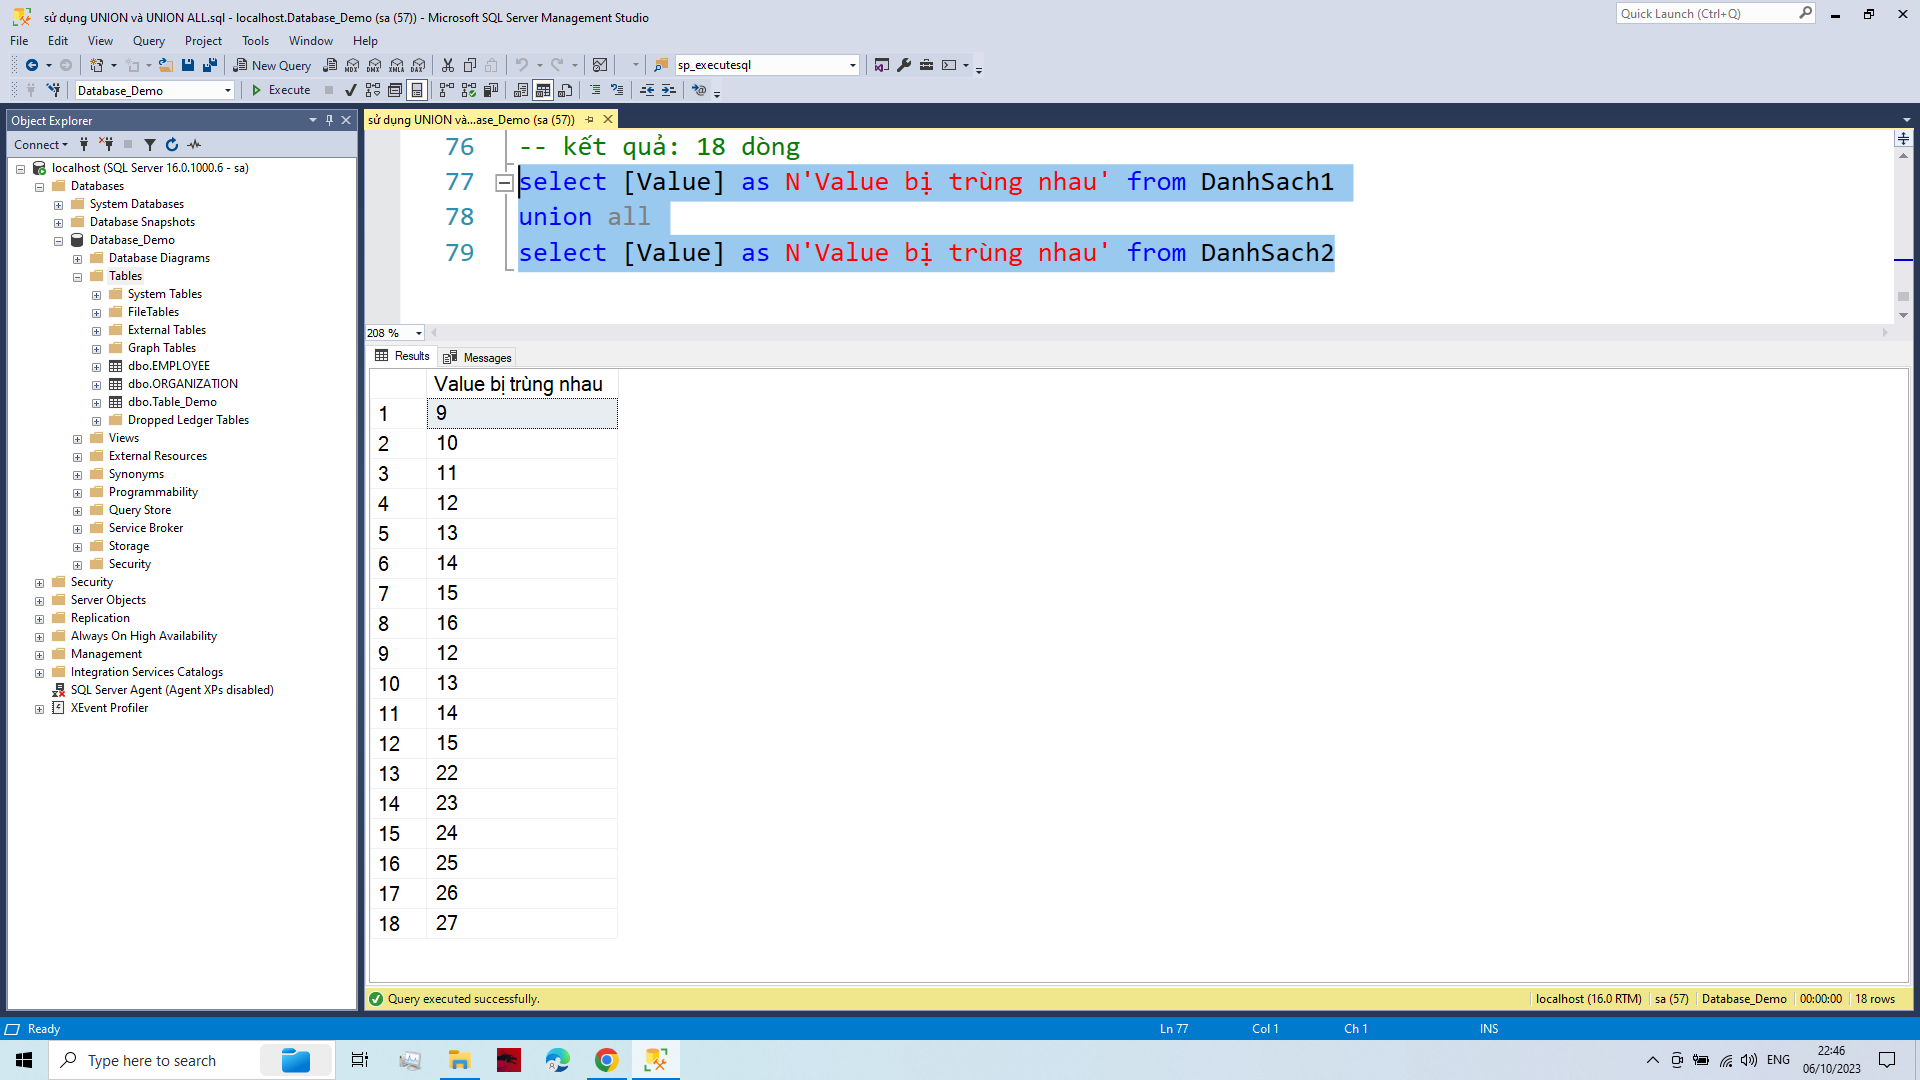 sử dụng UNION và UNION ALL.sql - localhost.Database_Demo (sa (57)) - Microsoft SQL Server Management Studio
Quick Launch (Ctrl+Q)
File Edit View Query Project Tools Window Help
New Query
MDX DMX XMLA DAX
sp_executesql
Database_Demo
Execute
Object Explorer
Connect
localhost (SQL Server 16.0.1000.6 - sa)
Databases
System Databases
Database Snapshots
Database_Demo
Database Diagrams
Tables
System Tables
FileTables
External Tables
Graph Tables
dbo.EMPLOYEE
dbo.ORGANIZATION
dbo.Table_Demo
Dropped Ledger Tables
Views
External Resources
Synonyms
Programmability
Query Store
Service Broker
Storage
Security
Security
Server Objects
Replication
Always On High Availability
Management
Integration Services Catalogs
SQL Server Agent (Agent XPs disabled)
XEvent Profiler
sử dụng UNION và...ase_Demo (sa (57))
76 -- kết quả: 18 dòng
77 select [Value] as N'Value bị trùng nhau' from DanhSach1
78 union all
79 select [Value] as N'Value bị trùng nhau' from DanhSach2
208 %
Results Messages
Value bị trùng nhau
1 9
2 10
3 11
4 12
5 13
6 14
7 15
8 16
9 12
10 13
11 14
12 15
13 22
14 23
15 24
16 25
17 26
18 27
Query executed successfully.
localhost (16.0 RTM) sa (57) Database_Demo 00:00:00 18 rows
Ready
Ln 77 Col 1 Ch 1 INS
Type here to search
ENG
22:46
06/10/2023